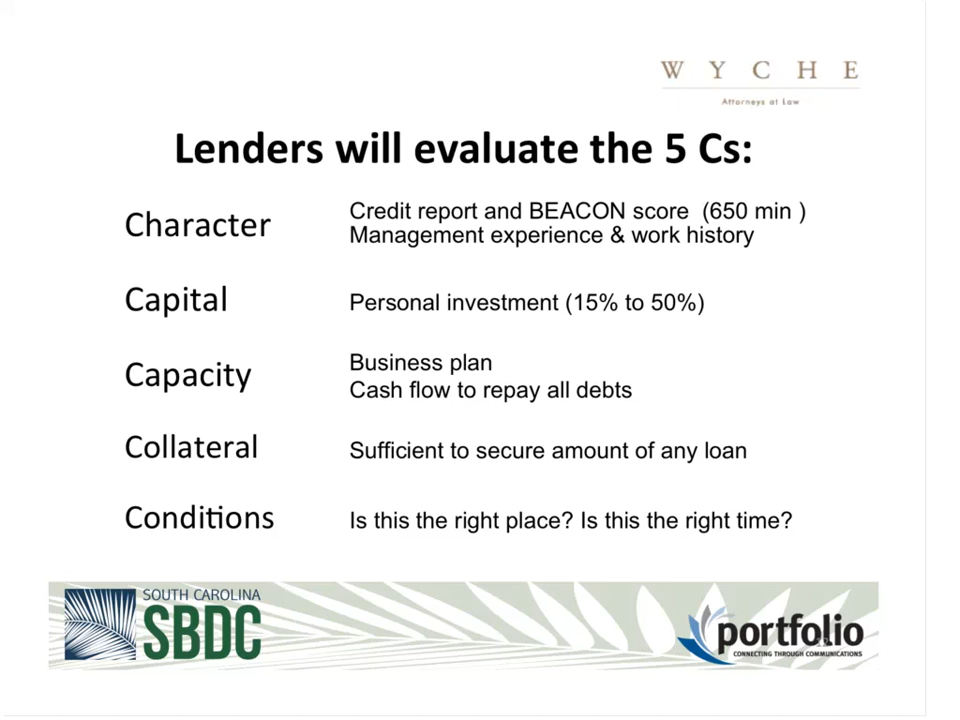 W Y C H E
Attorneys at Law
Lenders will evaluate the 5 Cs:
Character
Credit report and BEACON score (650 min )
Management experience & work history
Capital
Personal investment (15% to 50%)
Capacity
Business plan
Cash flow to repay all debts
Collateral
Sufficient to secure amount of any loan
Conditions
Is this the right place? Is this the right time?
SOUTH CAROLINA
SBDC
portfolio
CONNECTING THROUGH COMMUNICATIONS